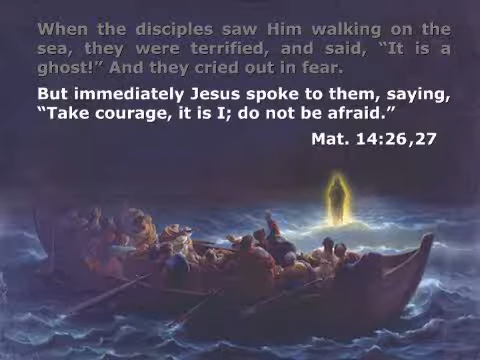 When the disciples saw Him walking on the
sea, they were terrified, and said, “It is a
ghost!” And they cried out in fear.
But immediately Jesus spoke to them, saying,
“Take courage, it is I; do not be afraid.”
Mat. 14:26,27